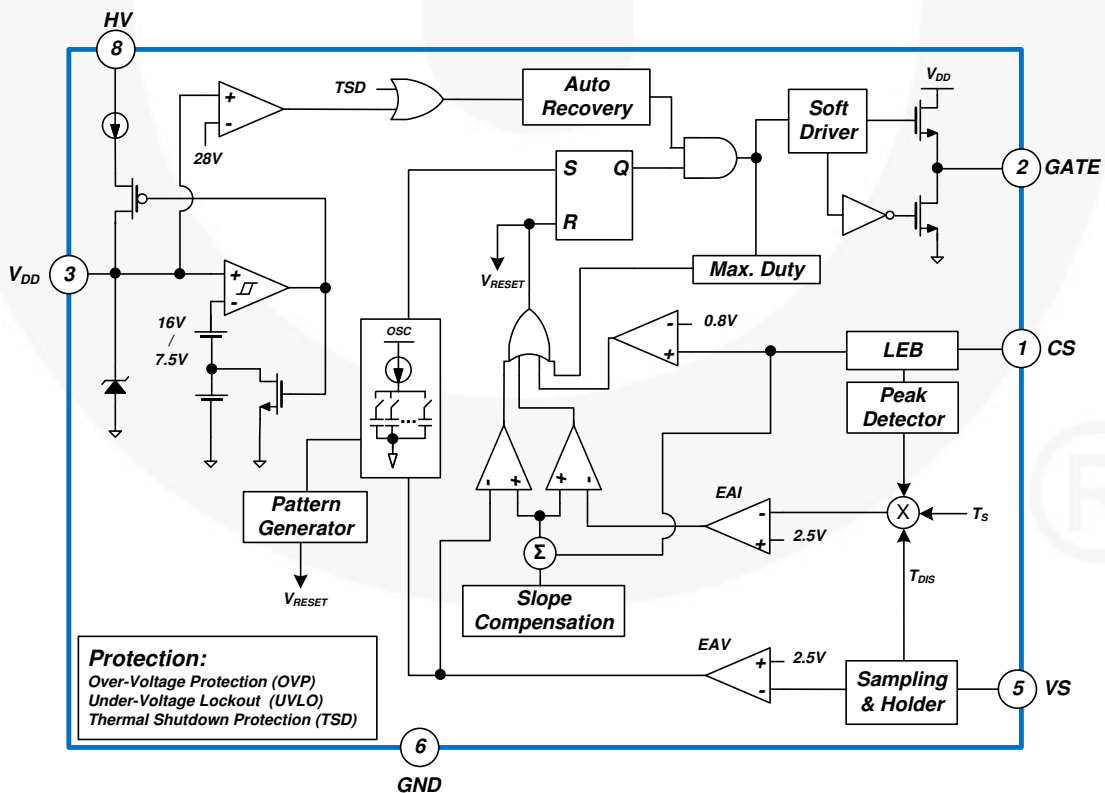 HV
8
TSD
Auto
Recovery
VDD
Soft
Driver
+
-
28V
S
Q
R
2
GATE
VDD
3
+
-
VRESET
Max. Duty
16V
/
7.5V
OSC
...
-
+
0.8V
LEB
1
CS
Peak
Detector
-
+
+
-
EAI
-
+
2.5V
X
TS
Pattern
Generator
Σ
TDIS
VRESET
Slope
Compensation
EAV
+
-
2.5V
Sampling
& Holder
5
VS
Protection:
Over-Voltage Protection (OVP)
Under-Voltage Lockout (UVLO)
Thermal Shutdown Protection (TSD)
6
GND
R